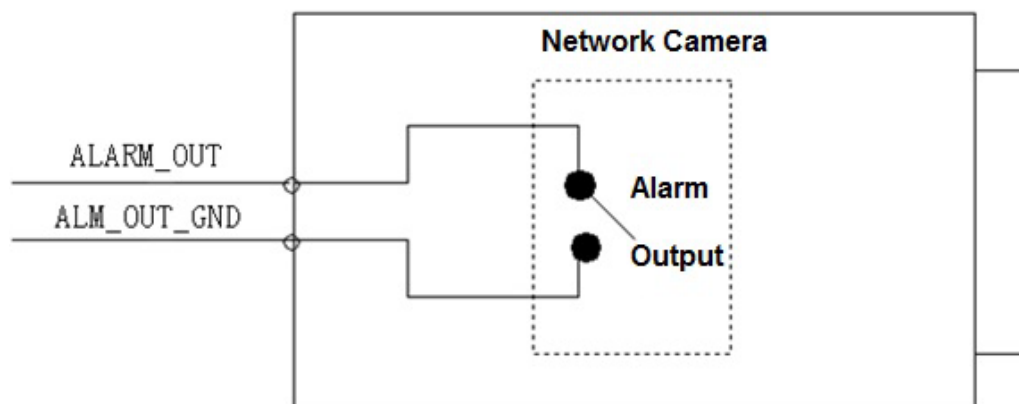 Network Camera
ALARM_OUT
Alarm
ALM_OUT_GND
Output